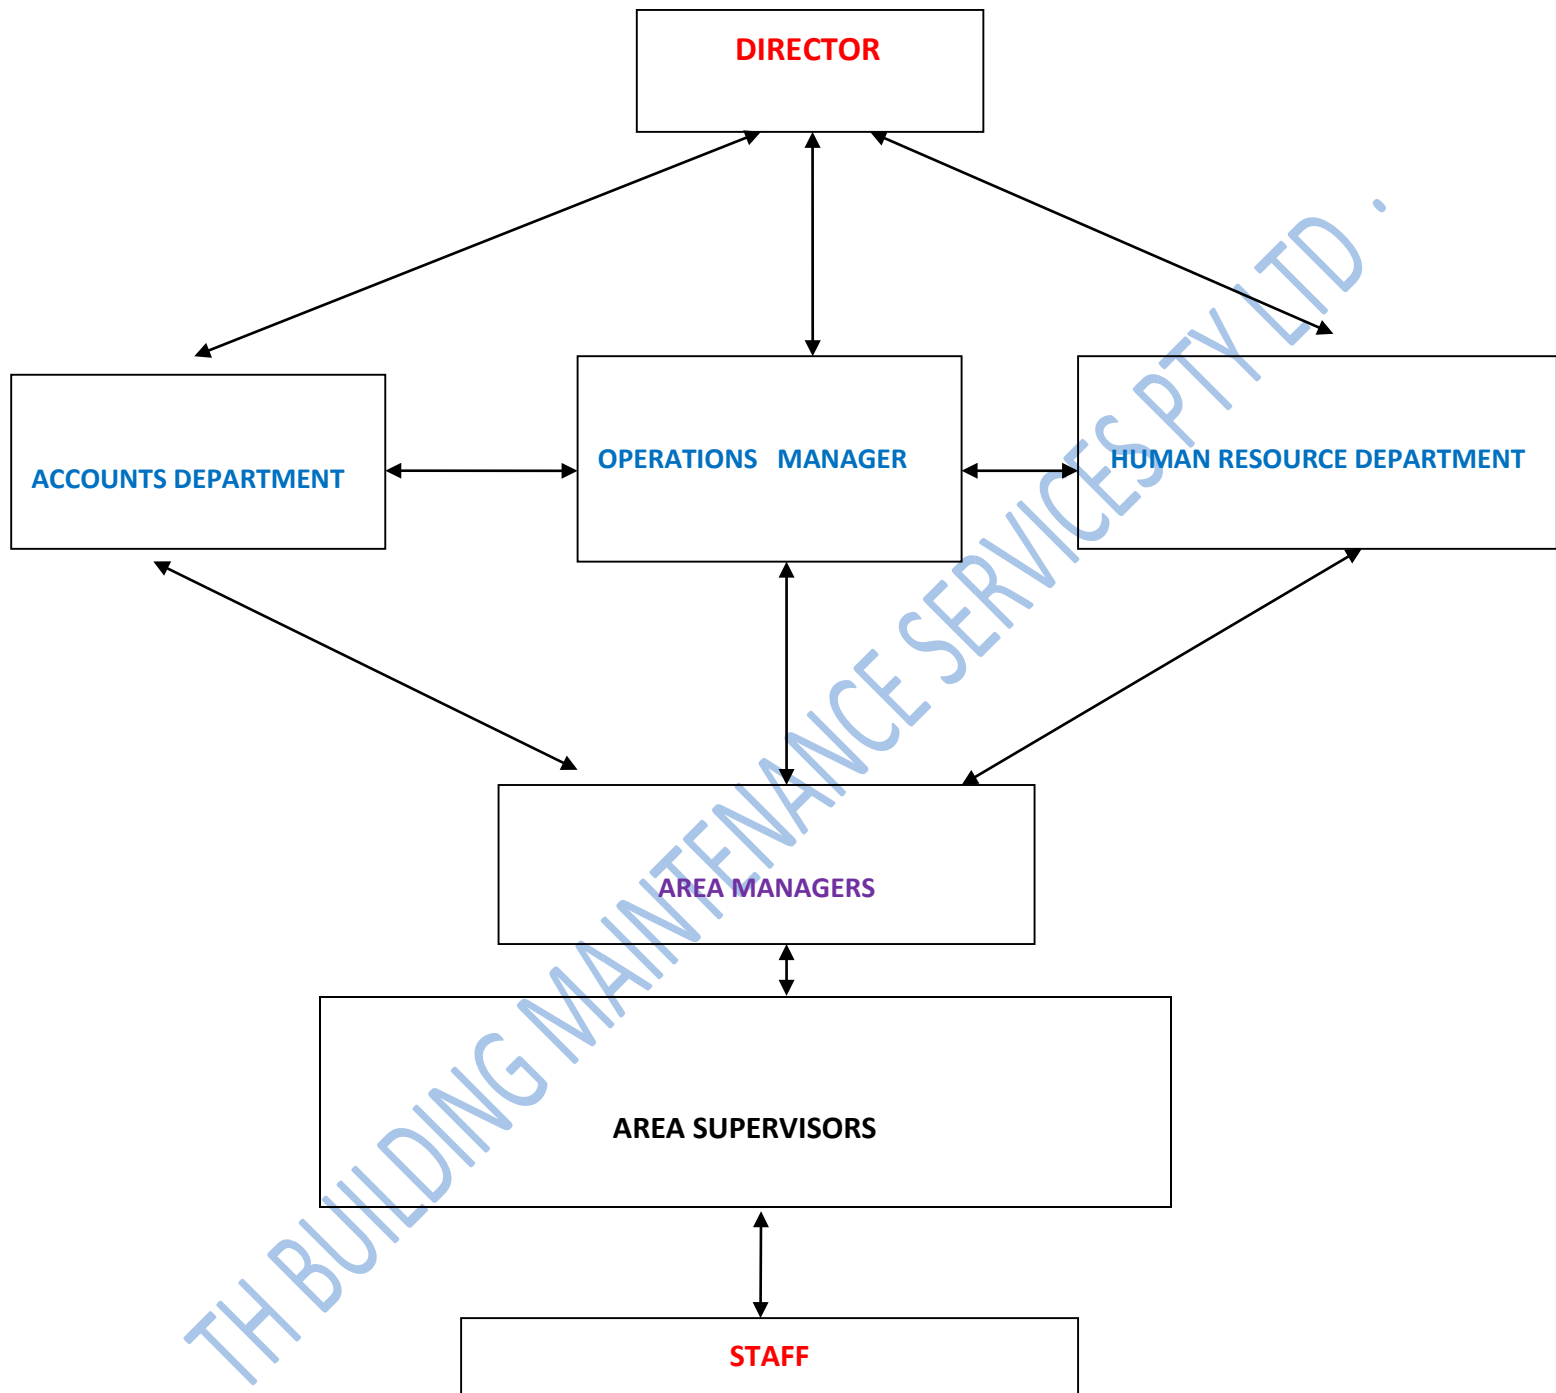 DIRECTOR
ACCOUNTS DEPARTMENT
OPERATIONS MANAGER
HUMAN RESOURCE DEPARTMENT
AREA MANAGERS
AREA SUPERVISORS
STAFF
TH BUILDING MAINTENANCE SERVICES PTY LTD .